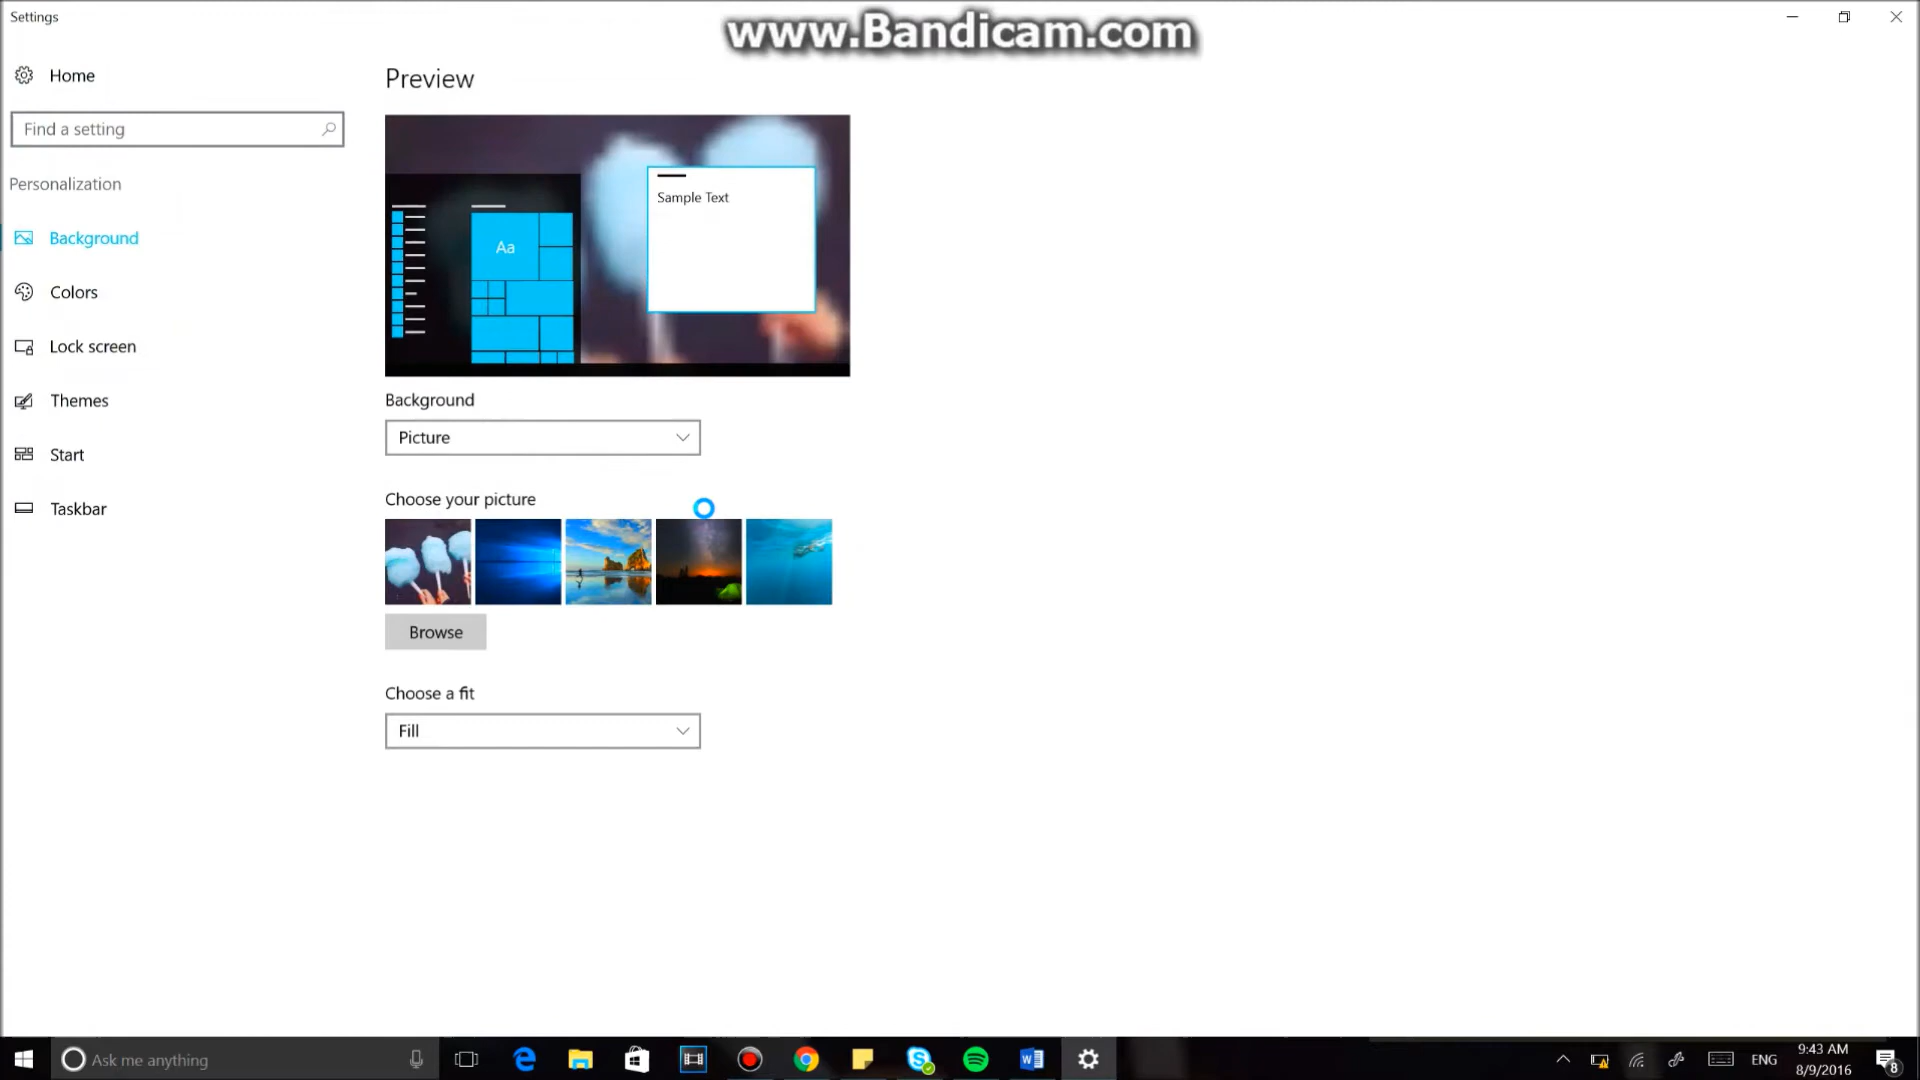 Settings
www.Bandicam.com
Home
Find a setting
Personalization
Background
Colors
Lock screen
Themes
Start
Taskbar
Preview
Aa
Sample Text
Background
Picture
Choose your picture
Browse
Choose a fit
Fill
Ask me anything
ENG
9:43 AM
8/9/2016
8